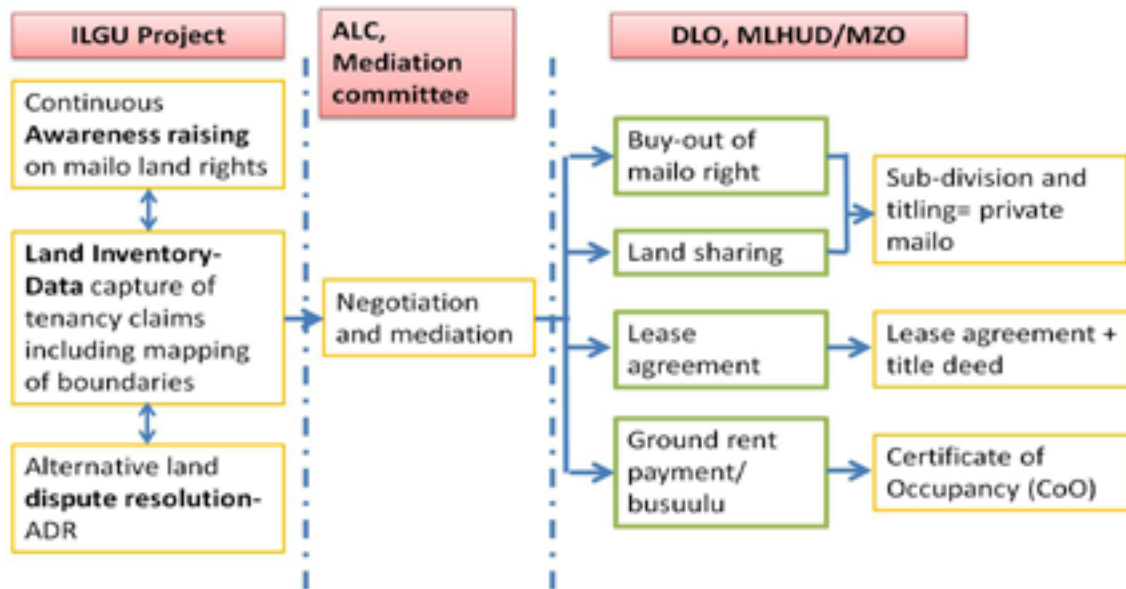 ILGU Project
Continuous
Awareness raising
on mailo land rights
Land Inventory-
Data capture of
tenancy claims
including mapping
of boundaries
Alternative land
dispute resolution-
ADR
ALC,
Mediation
committee
Negotiation
and mediation
DLO, MLHUD/MZO
Buy-out of
mailo right
Land sharing
Lease
agreement
Ground rent
payment/
busuulu
Sub-division and
titling= private
mailo
Lease agreement +
title deed
Certificate of
Occupancy (CoO)